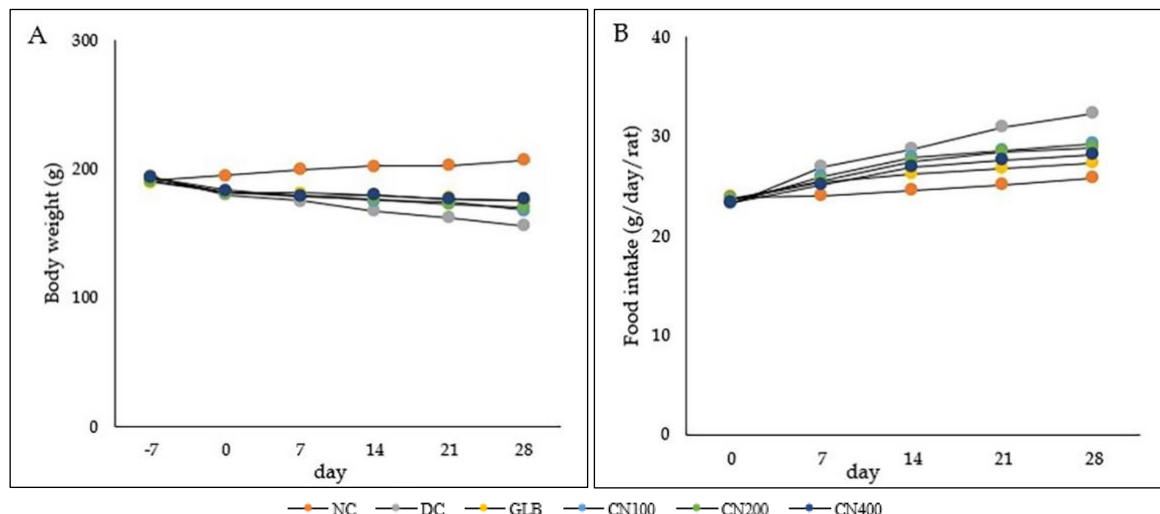 A
300
200
100
0
Body weight (g)
-7 0 7 14 21 28
day
B
40
30
20
10
0
Food intake (g/day/rat)
0 7 14 21 28
day
NC DC GLB CN100 CN200 CN400